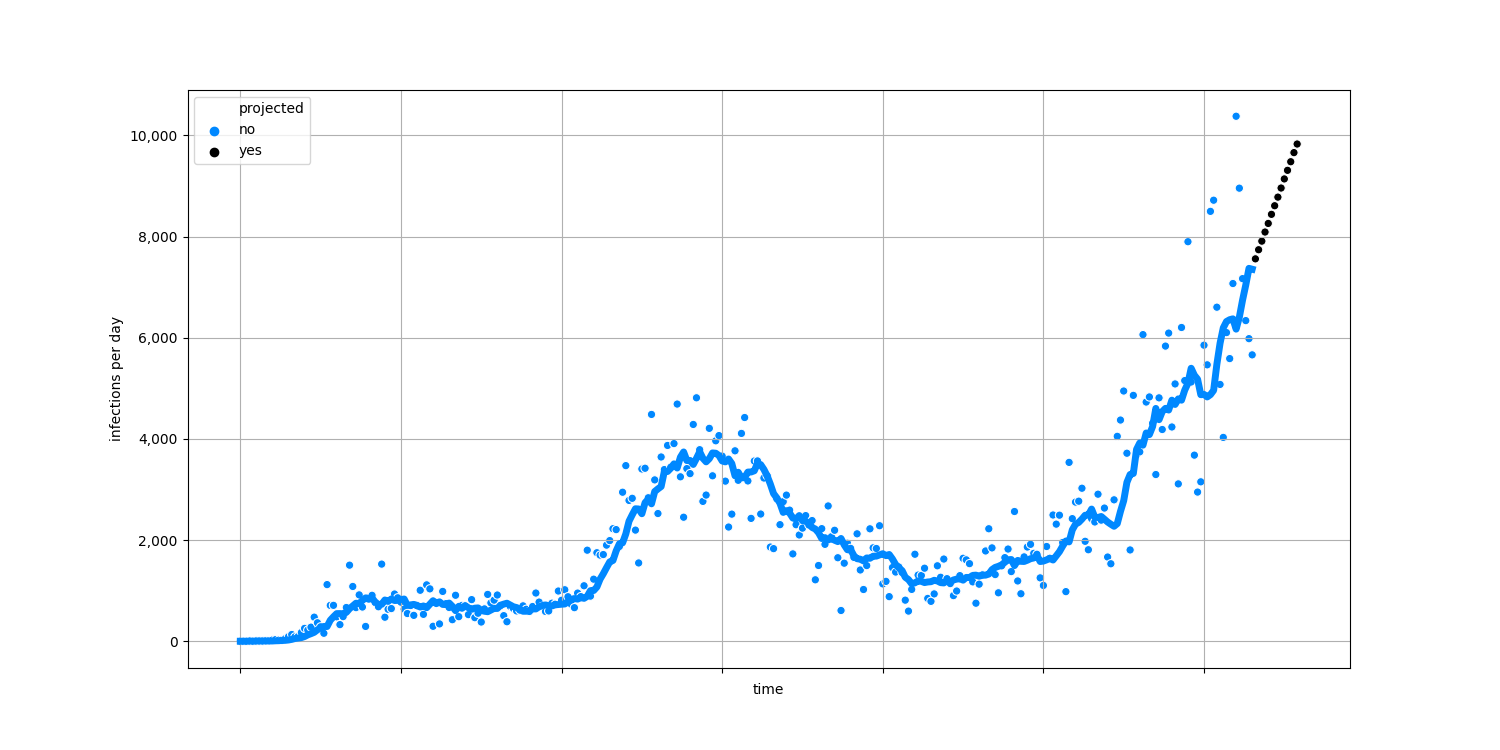 projected
no
yes
10,000
8,000
6,000
4,000
2,000
0
infections per day
time